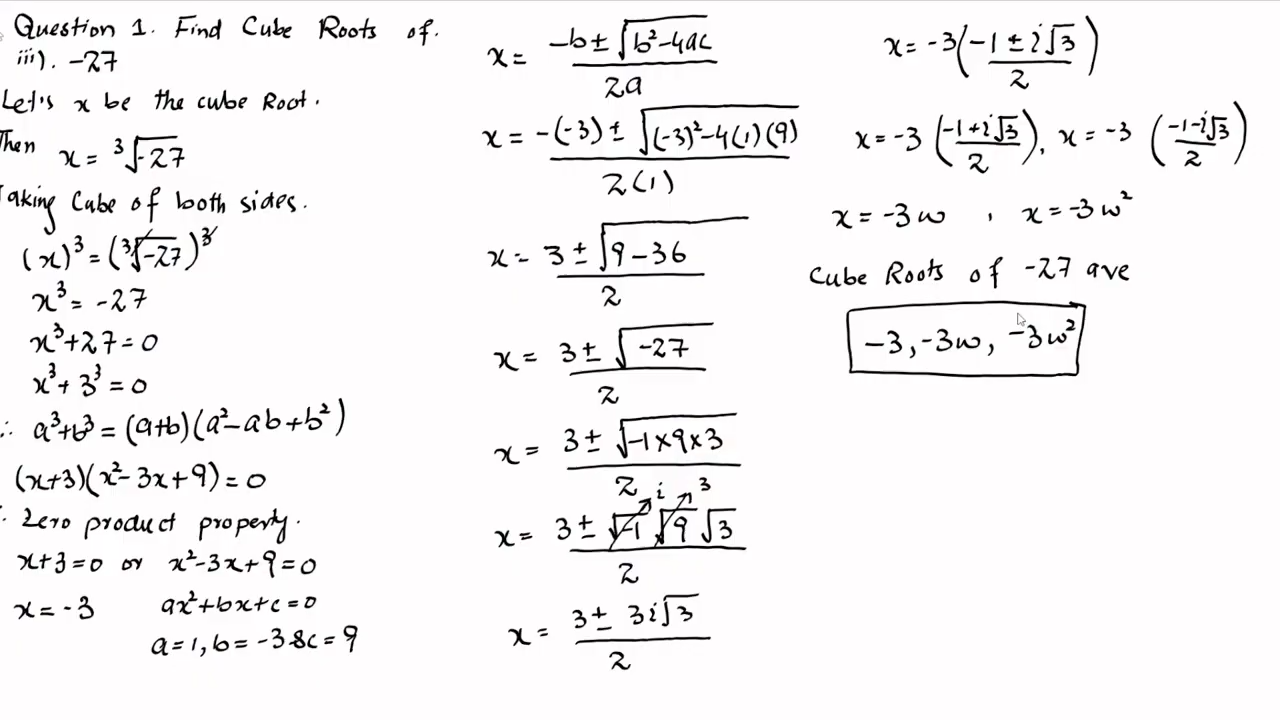 Question 1. Find Cube Roots of.
iii). -27
Let's x be the cube Root.
Then x = ∛-27
Taking Cube of both sides.
(x)³ = (∛-27)³
x³ = -27
x³+27 = 0
x³ + 3³ = 0
∴ a³+b³ = (a+b)(a²-ab+b²)
(x+3)(x²-3x+9) = 0
∴ Zero product property.
x+3=0 or x²-3x+9=0
x = -3 ax²+bx+c=0
a=1, b=-3 & c=9
x = (-b ± √(b²-4ac)) / 2a
x = (-(-3) ± √((-3)²-4(1)(9))) / 2(1)
x = (3 ± √(9-36)) / 2
x = (3 ± √-27) / 2
x = (3 ± √(-1×9×3)) / 2
i 3
x = (3 ± √-1 √9 √3) / 2
x = (3 ± 3i√3) / 2
x = -3((-1 ± i√3) / 2)
x = -3((-1+i√3) / 2), x = -3((-1-i√3) / 2)
x = -3ω , x = -3ω²
Cube Roots of -27 are
-3, -3ω, -3ω²